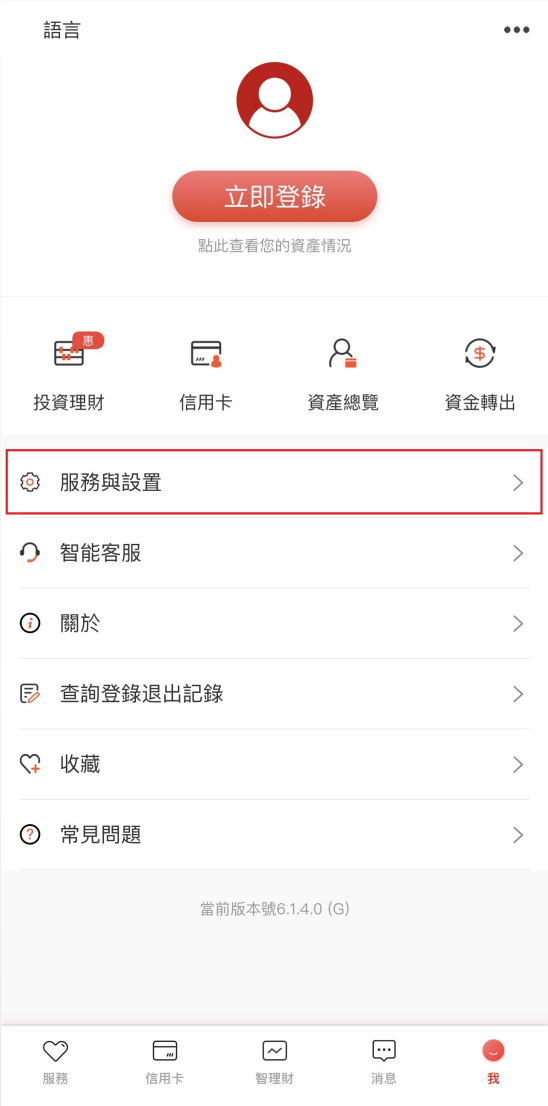 語言
立即登錄
點此查看您的資產情況
惠
投資理財
信用卡
資產總覽
資金轉出
服務與設置
智能客服
關於
查詢登錄退出記錄
收藏
常見問題
當前版本號6.1.4.0 (G)
服務
信用卡
智理財
消息
我